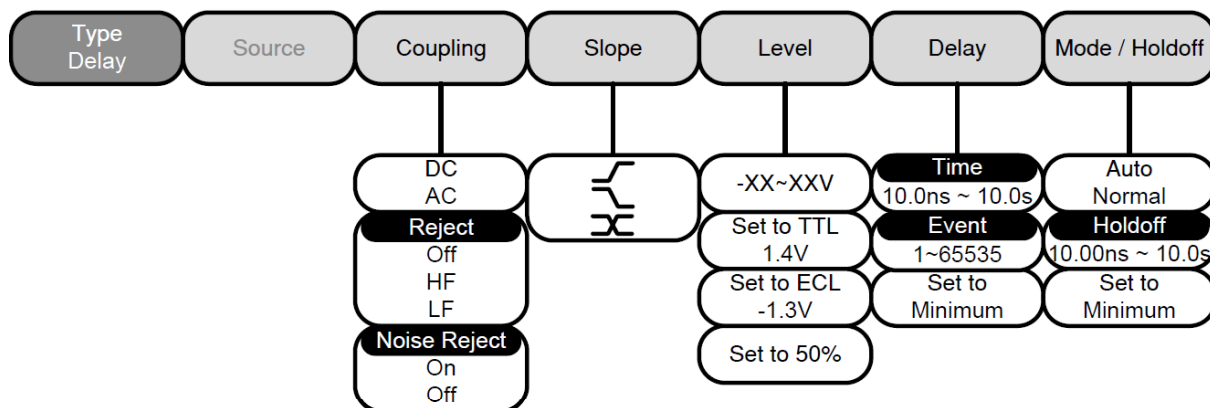 Type
Delay
Source
Coupling
Slope
Level
Delay
Mode / Holdoff
DC
AC
Reject
Off
HF
LF
Noise Reject
On
Off
-XX~XXV
Set to TTL
1.4V
Set to ECL
-1.3V
Set to 50%
Time
10.0ns ~ 10.0s
Event
1~65535
Set to
Minimum
Auto
Normal
Holdoff
10.00ns ~ 10.0s
Set to
Minimum